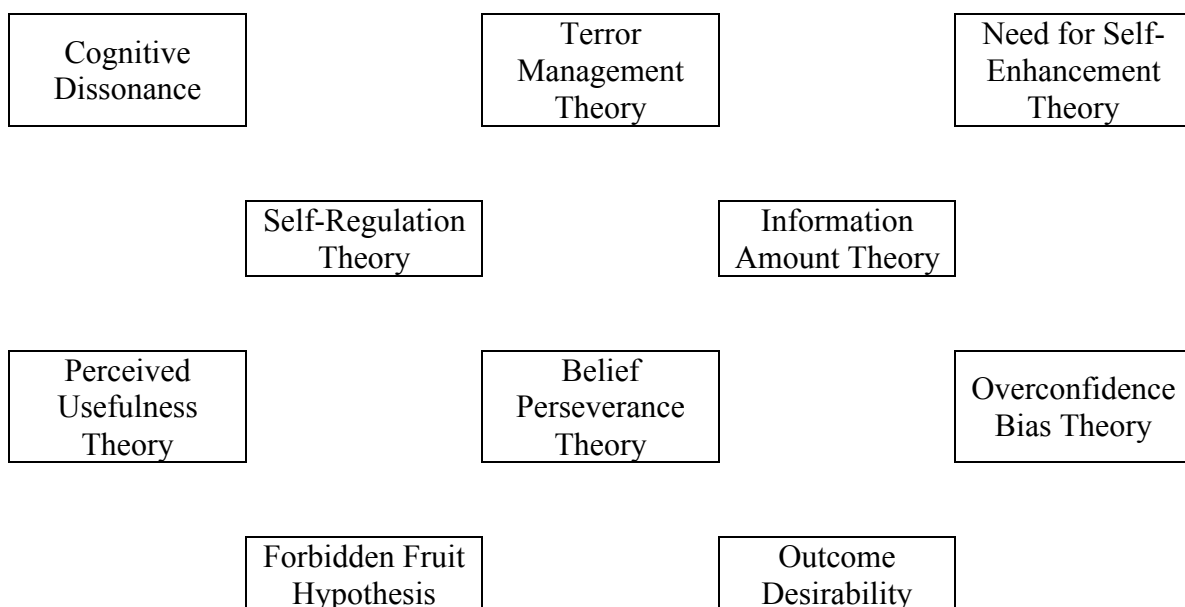 Cognitive
Dissonance
Terror
Management
Theory
Need for Self-
Enhancement
Theory
Self-Regulation
Theory
Information
Amount Theory
Perceived
Usefulness
Theory
Belief
Perseverance
Theory
Overconfidence
Bias Theory
Forbidden Fruit
Hypothesis
Outcome
Desirability